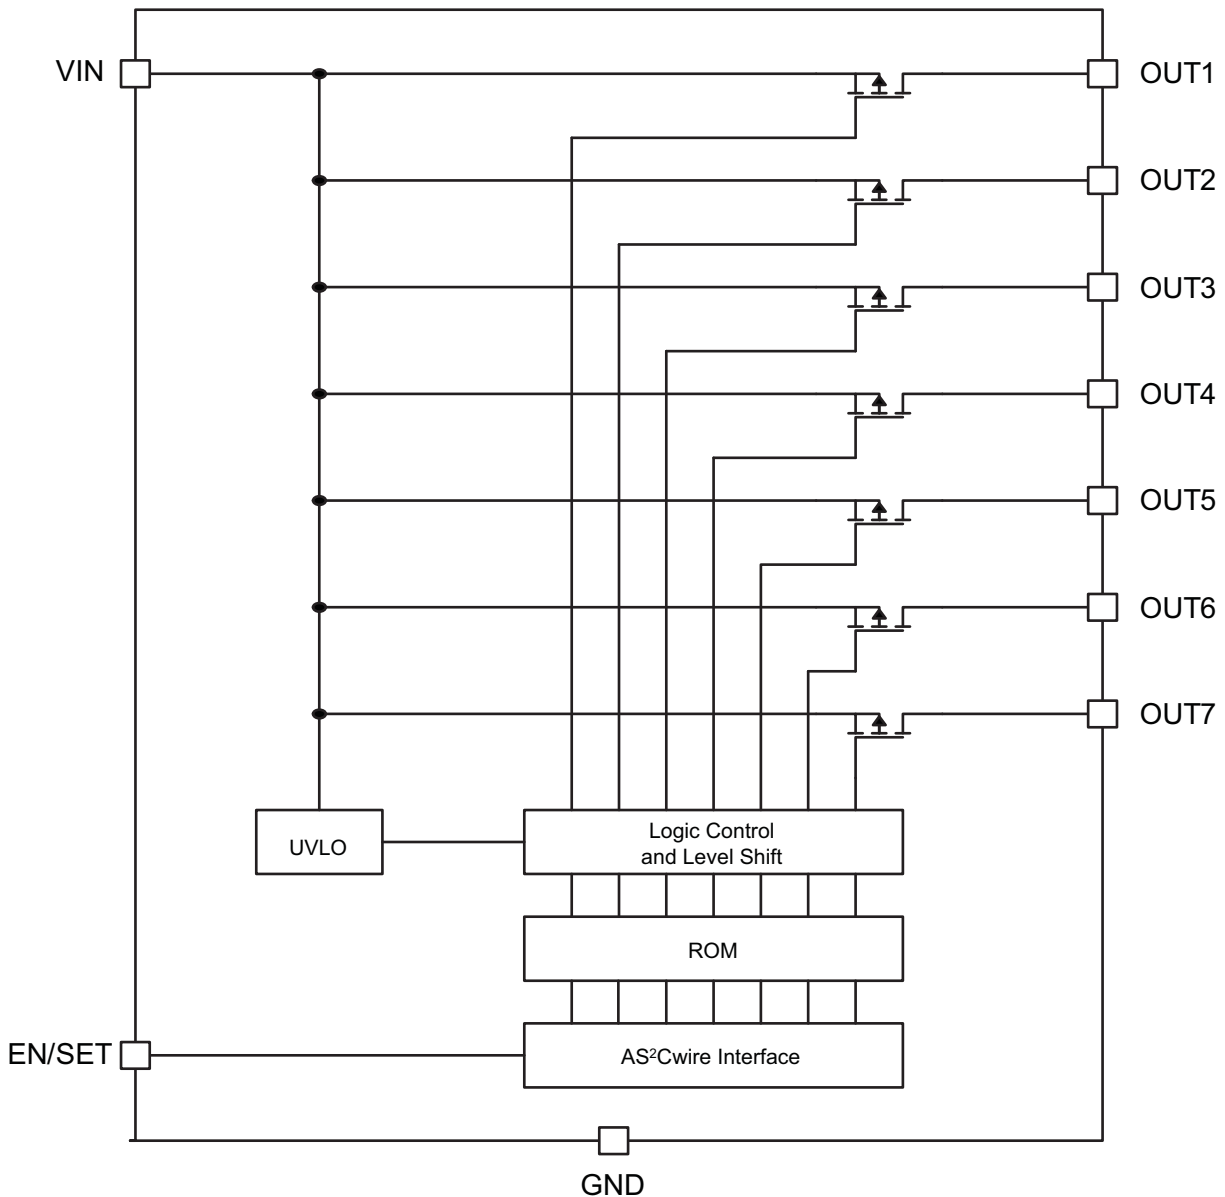 VIN
OUT1
OUT2
OUT3
OUT4
OUT5
OUT6
OUT7
UVLO
Logic Control
and Level Shift
ROM
EN/SET
AS²Cwire Interface
GND